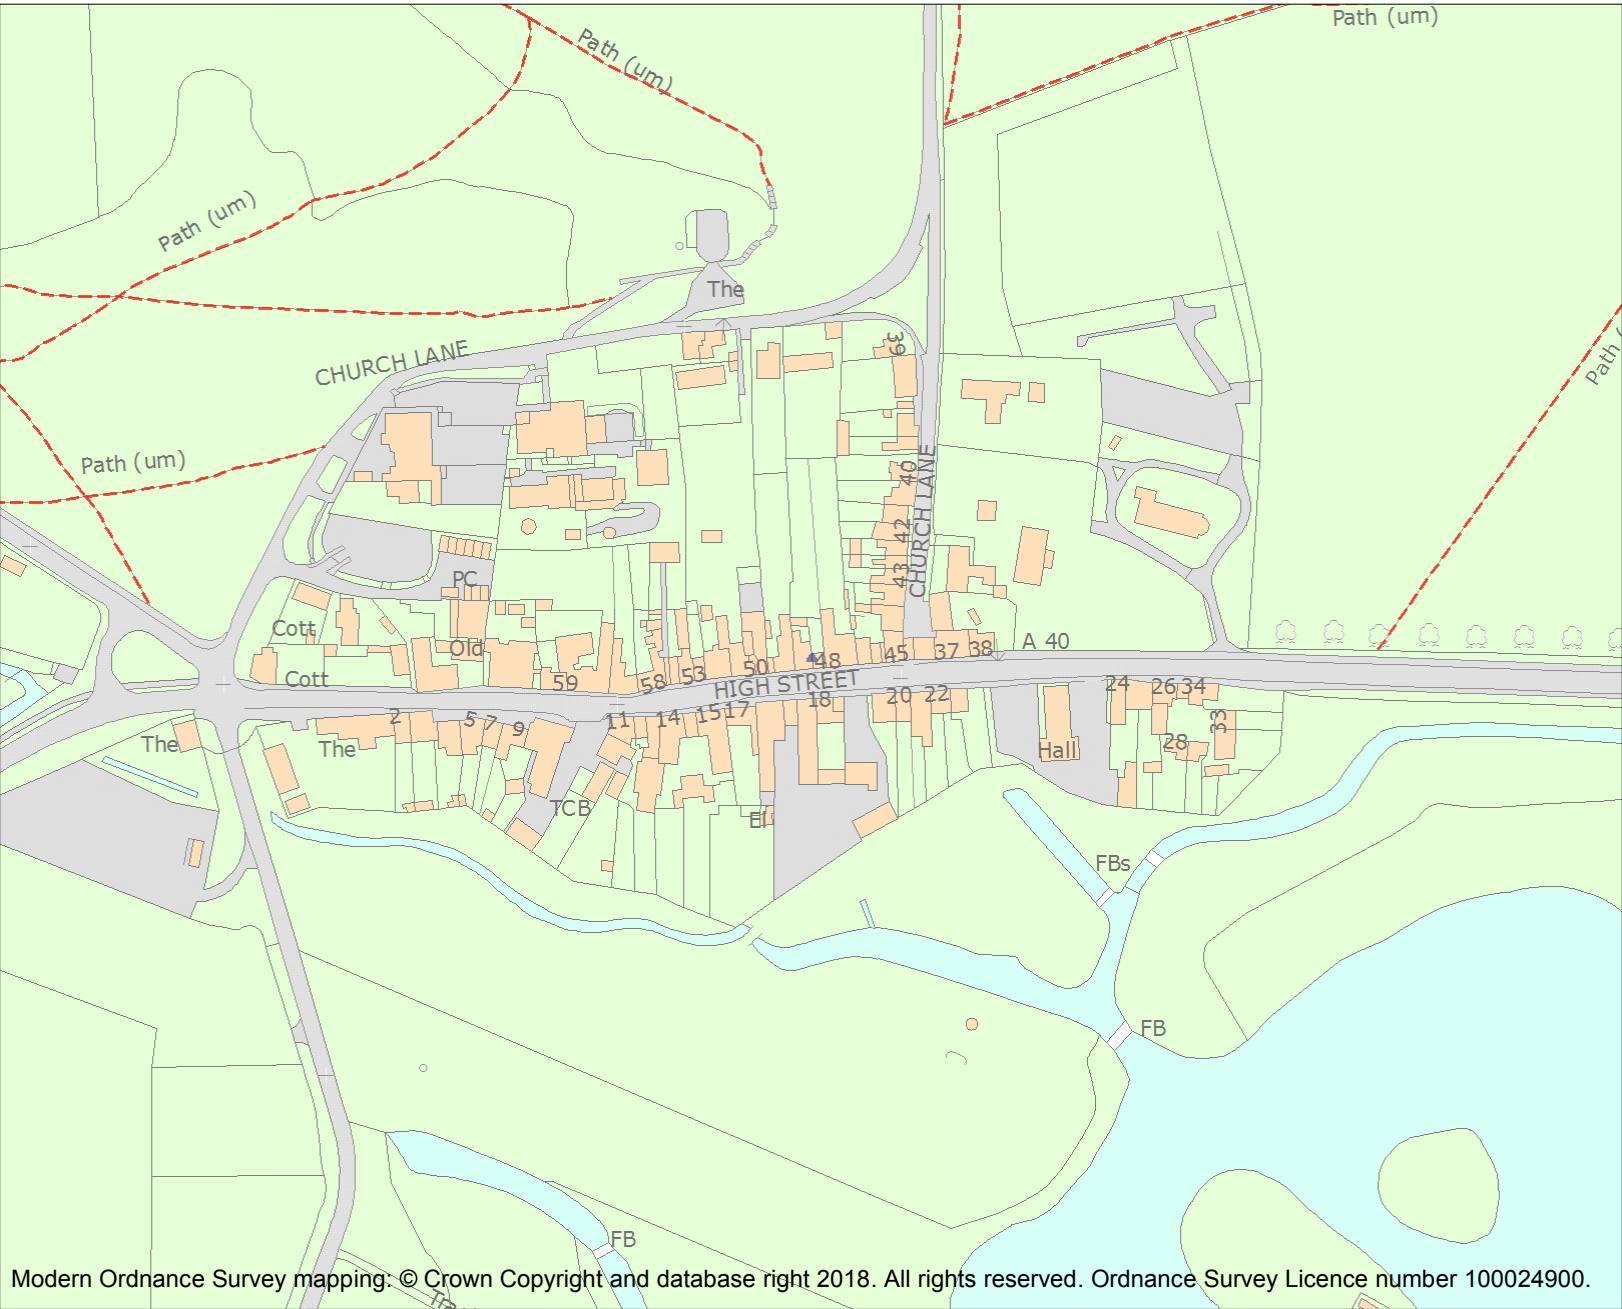 Path (um)
Path (um)
Path (um)
The
CHURCH LANE
39
Path (um)
CHURCH LANE
40
42
43
PC
Cott
Old
Cott
59
58
53
50
48
45
37
38
A 40
HIGH STREET
The
The
2
5
7
9
11
14
15
17
18
20
22
24
26
34
33
28
Hall
TCB
El
FBs
FB
FB
Path
Modern Ordnance Survey mapping: © Crown Copyright and database right 2018. All rights reserved. Ordnance Survey Licence number 100024900.